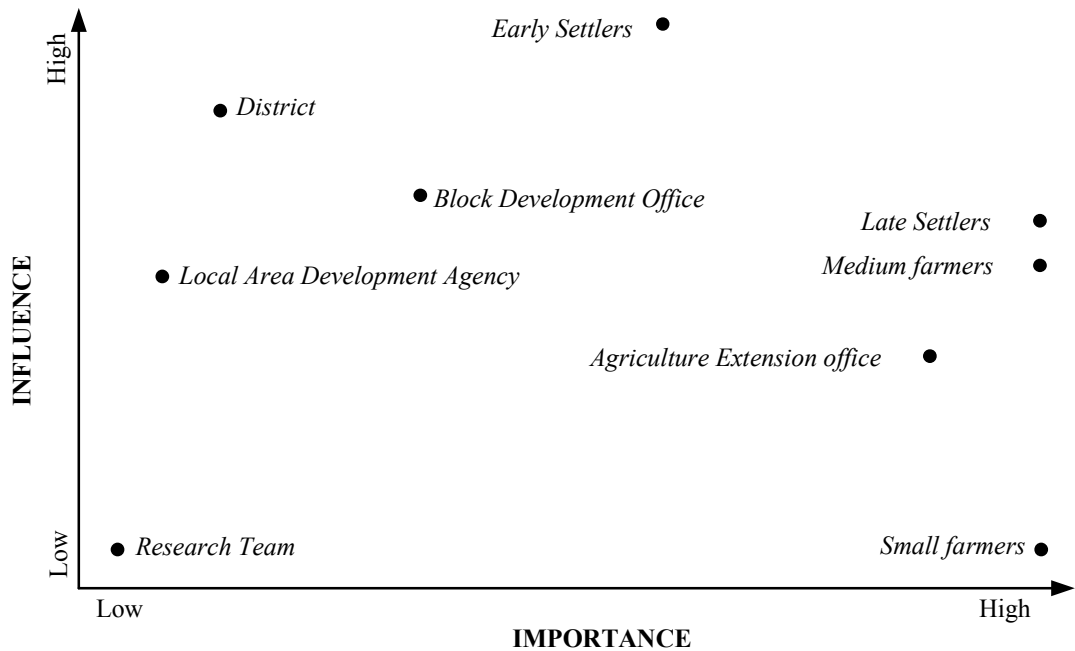 High
Early Settlers
District
Block Development Office
Late Settlers
Medium farmers
Local Area Development Agency
INFLUENCE
Agriculture Extension office
Low
Research Team
Small farmers
Low
High
IMPORTANCE